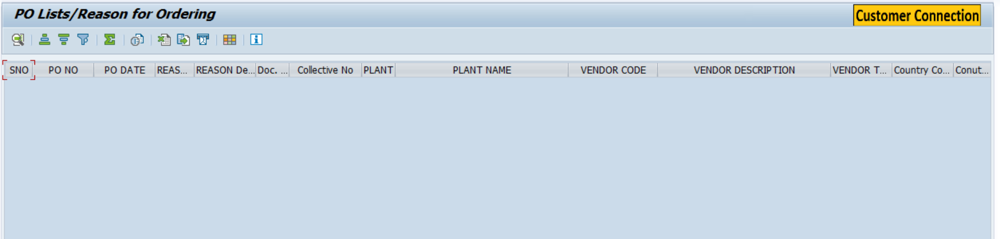 PO Lists/Reason for Ordering
Customer Connection
SNO PO NO PO DATE REAS... REASON De... Doc. ... Collective No PLANT PLANT NAME VENDOR CODE VENDOR DESCRIPTION VENDOR T... Country Co... Conut...